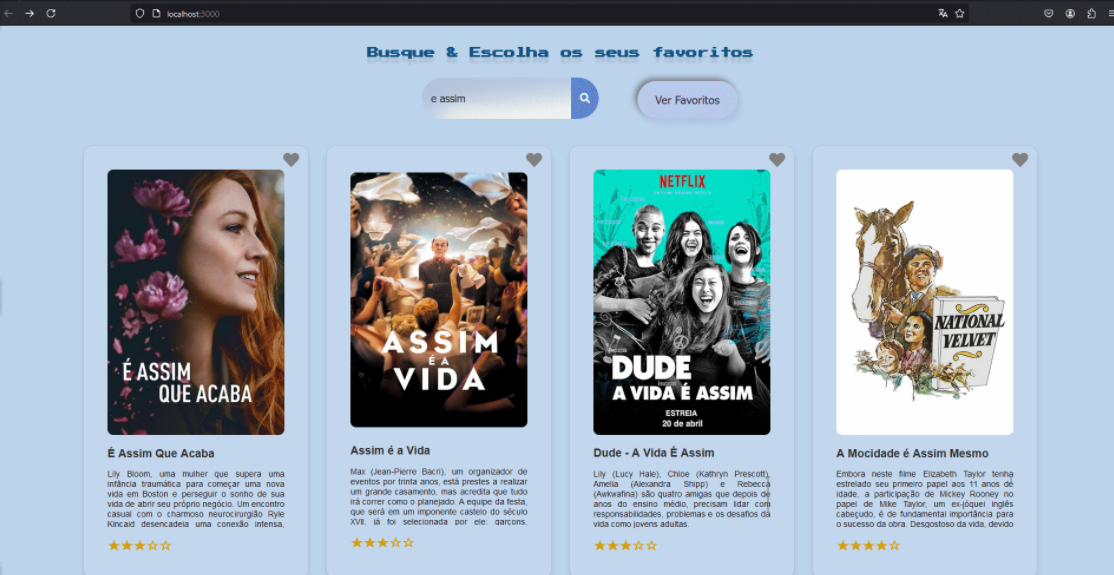 localhost:3000
Busque & Escolha os seus favoritos
e assim
Ver Favoritos
É ASSIM
QUE ACABA
ASSIM
É A
VIDA
NETFLIX
DUDE
A VIDA É ASSIM
ESTREIA
20 de abril
NATIONAL
VELVET
É Assim Que Acaba
Lily Bloom, uma mulher que supera uma
infância traumática para começar uma nova
vida em Boston e perseguir o sonho de sua
vida de abrir seu próprio negócio. Um encontro
casual com o charmoso neurocirurgião Ryle
Kincaid desencadeia uma conexão intensa,
Assim é a Vida
Max (Jean-Pierre Bacri), um organizador de
eventos por trinta anos, está prestes a realizar
um grande casamento, mas acredita que tudo
irá correr como o planejado. A equipe da festa,
que será em um imponente castelo do século
XVII, já foi selecionada por ele: garçons,
Dude - A Vida É Assim
Lily (Lucy Hale), Chloe (Kathryn Prescott),
Amelia (Alexandra Shipp) e Rebecca
(Awkwafina) são quatro amigas que depois de
anos do ensino médio, precisam lidar com
responsabilidades, problemas e os desafios dá
vida como jovens adultas.
A Mocidade é Assim Mesmo
Embora neste filme Elizabeth Taylor tenha
estrelado seu primeiro papel aos 11 anos de
idade, a participação de Mickey Rooney no
papel de Mike Taylor, um ex-jóquei inglês
cabeçudo, é de fundamental importância para
o sucesso da obra. Desgostoso da vida, devido